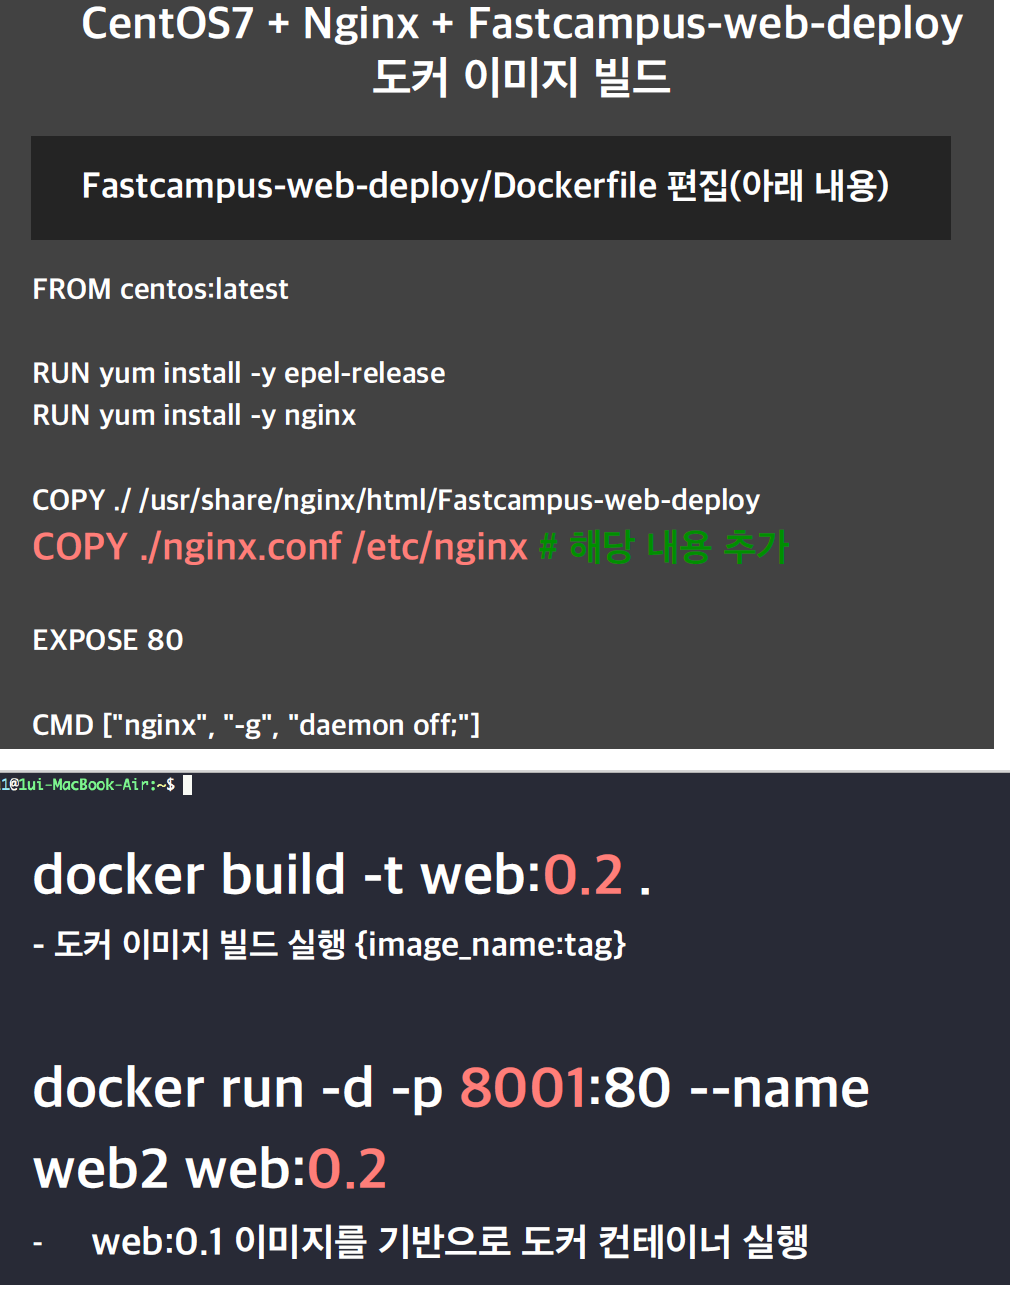 CentOS7 + Nginx + Fastcampus-web-deploy
도커 이미지 빌드
Fastcampus-web-deploy/Dockerfile 편집(아래 내용)
FROM centos:latest
RUN yum install -y epel-release
RUN yum install -y nginx
COPY ./ /usr/share/nginx/html/Fastcampus-web-deploy
COPY ./nginx.conf /etc/nginx # 해당 내용 추가
EXPOSE 80
CMD ["nginx", "-g", "daemon off;"]
1@1ui-MacBook-Air:~$
docker build -t web:0.2 .
- 도커 이미지 빌드 실행 {image_name:tag}
docker run -d -p 8001:80 --name
web2 web:0.2
- web:0.1 이미지를 기반으로 도커 컨테이너 실행